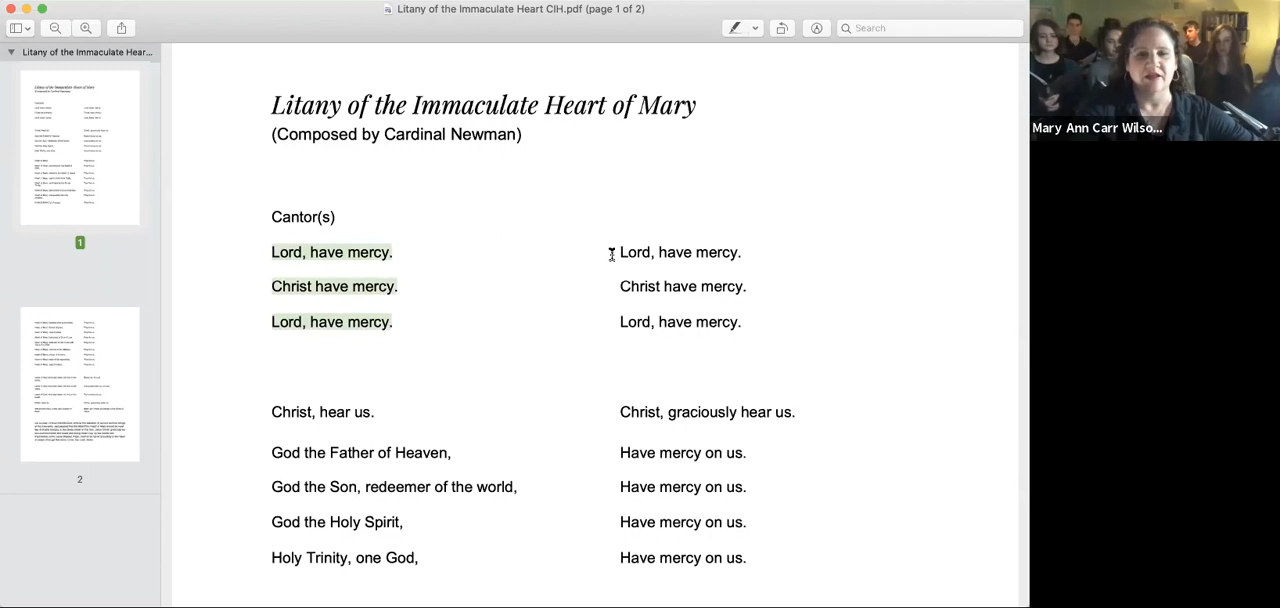 Litany of the Immaculate Heart CIH.pdf (page 1 of 2)
Search
Litany of the Immaculate Hear...
1
2
Litany of the Immaculate Heart of Mary
(Composed by Cardinal Newman)
Cantor(s)
Lord, have mercy. Lord, have mercy.
Christ have mercy. Christ have mercy.
Lord, have mercy. Lord, have mercy.
Christ, hear us. Christ, graciously hear us.
God the Father of Heaven, Have mercy on us.
God the Son, redeemer of the world, Have mercy on us.
God the Holy Spirit, Have mercy on us.
Holy Trinity, one God, Have mercy on us.
Mary Ann Carr Wilso...